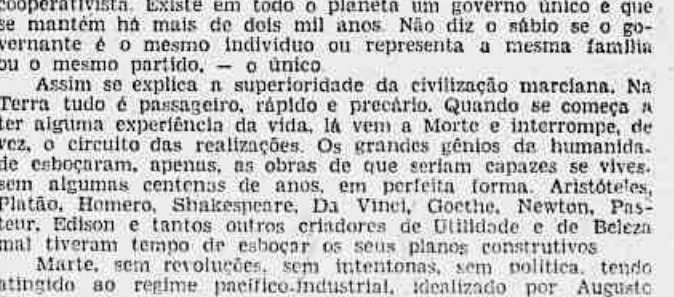 cooperativista. Existe em todo o planeta um governo único e que
se mantém há mais de dois mil anos. Não diz o sábio se o go-
vernante é o mesmo individuo ou representa a mesma familia
ou o mesmo partido, — o único.
Assim se explica a superioridade da civilização marciana. Na
Terra tudo é passageiro, rápido e precário. Quando se começa a
ter alguma experiência da vida, lá vem a Morte e interrompe, de
vez, o circuito das realizações. Os grandes gênios da humanida-
de esboçaram, apenas, as obras de que seriam capazes se vives-
sem algumas centenas de anos, em perfeita forma. Aristóteles,
Platão, Homero, Shakespeare, Da Vinci, Goethe, Newton, Pas-
teur, Edison e tantos outros criadores de Utilidade e de Beleza
mal tiveram tempo de esboçar os seus planos construtivos
Marte, sem revoluções, sem intentonas, sem politica, tendo
atingido ao regime pacifico-industrial, idealizado por Augusto